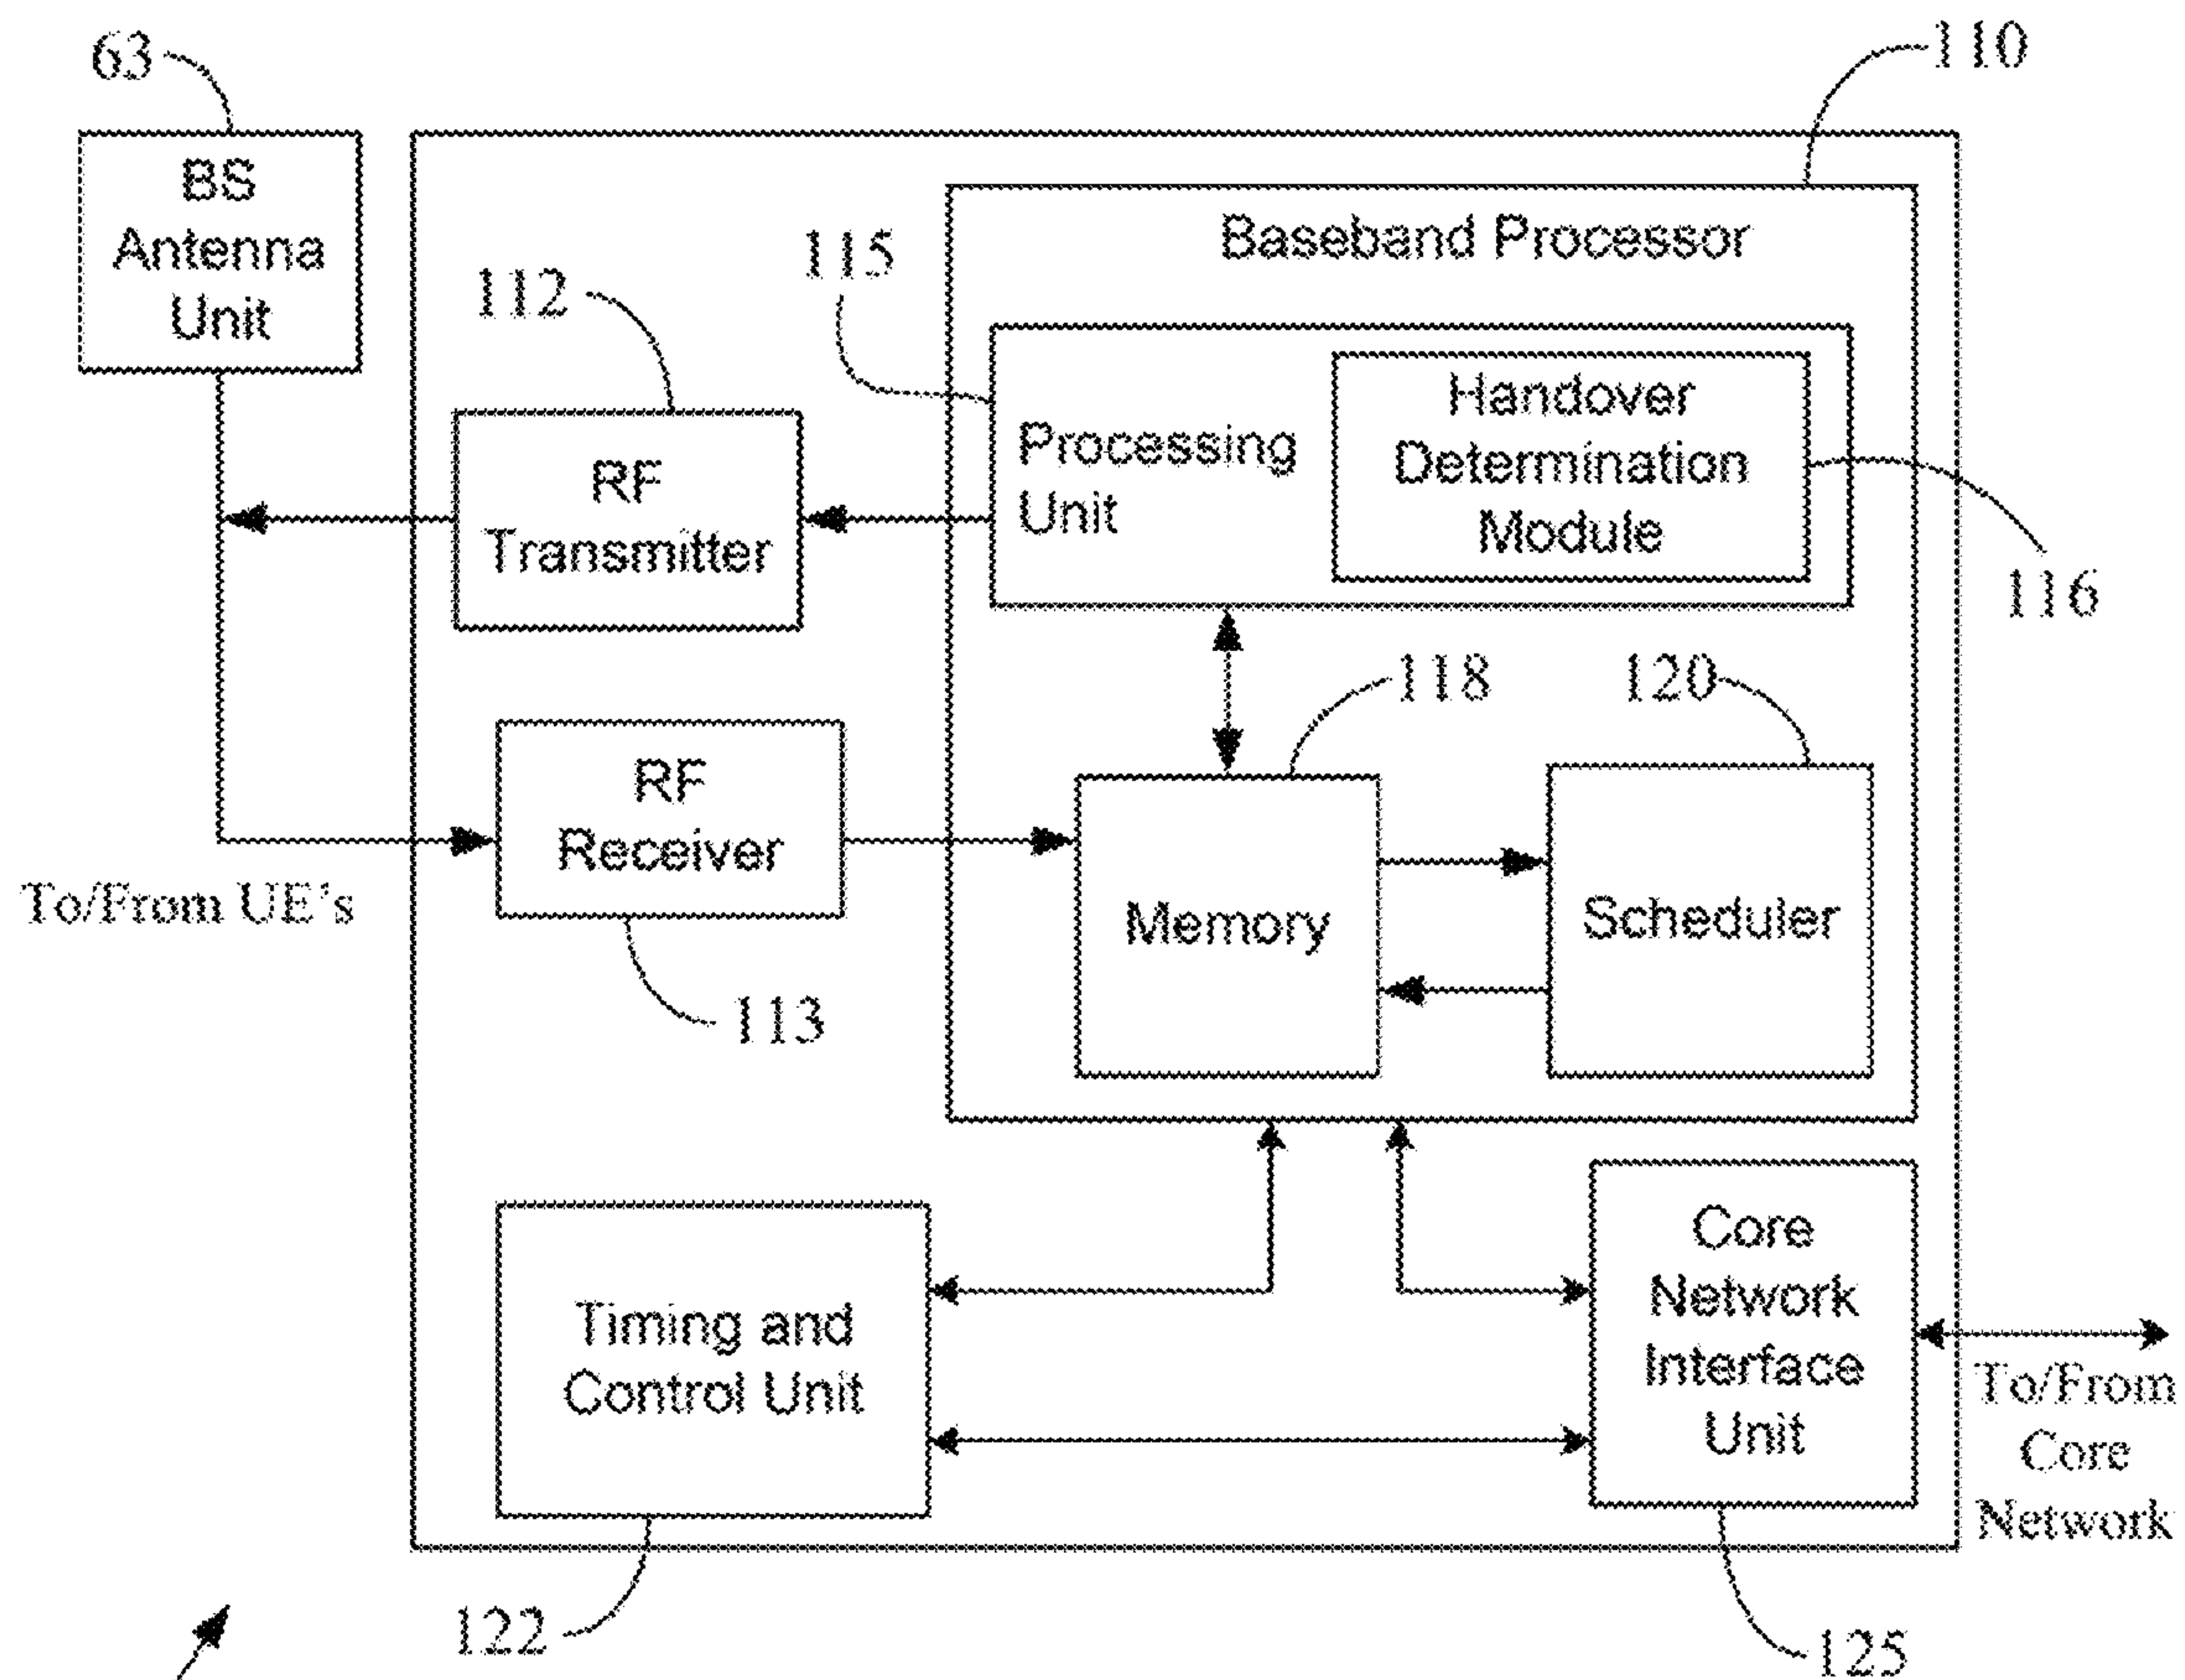 63
110
BS
Antenna
Unit
Baseband Processor
115
112
Handover
Determination
Module
Processing
Unit
RF
Transmitter
116
118
120
RF
Receiver
Memory
Scheduler
To/From UE's
113
Core
Network
Interface
Unit
Timing and
Control Unit
To/From
Core
Network
122
125